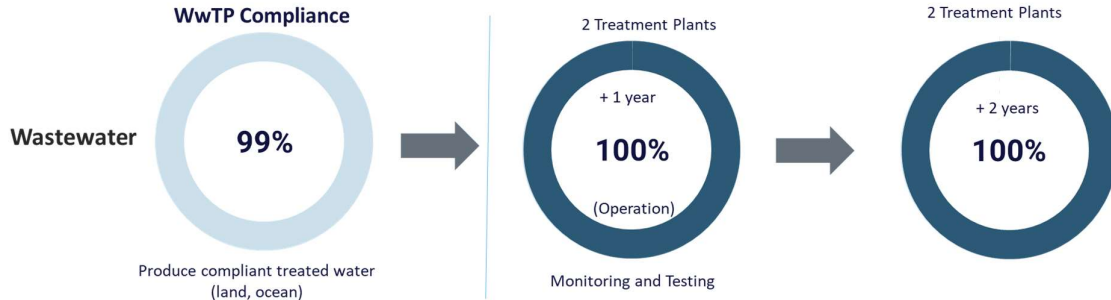 WwTP Compliance
Wastewater
99%
Produce compliant treated water
(land, ocean)
2 Treatment Plants
+ 1 year
100%
(Operation)
Monitoring and Testing
2 Treatment Plants
+ 2 years
100%